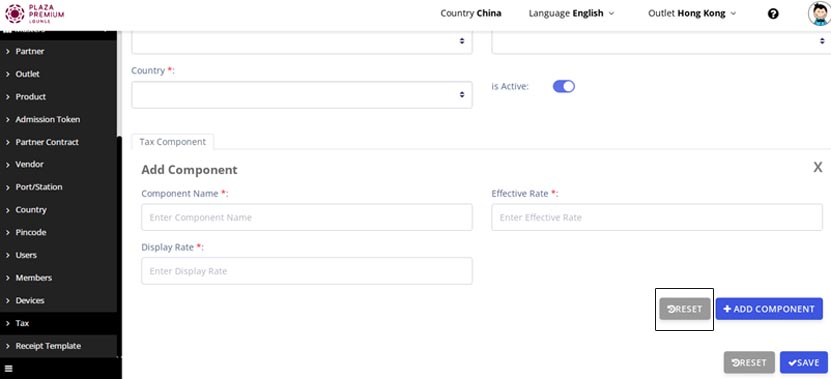 PLAZA
PREMIUM
LOUNGE
Country China
Language English
Outlet Hong Kong
Masters
Partner
Outlet
Product
Admission Token
Partner Contract
Vendor
Port/Station
Country
Pincode
Users
Members
Devices
Tax
Receipt Template
Country *:
is Active:
Tax Component
Add Component
X
Component Name *:
Effective Rate *:
Enter Component Name
Enter Effective Rate
Display Rate *:
Enter Display Rate
RESET
ADD COMPONENT
RESET
SAVE